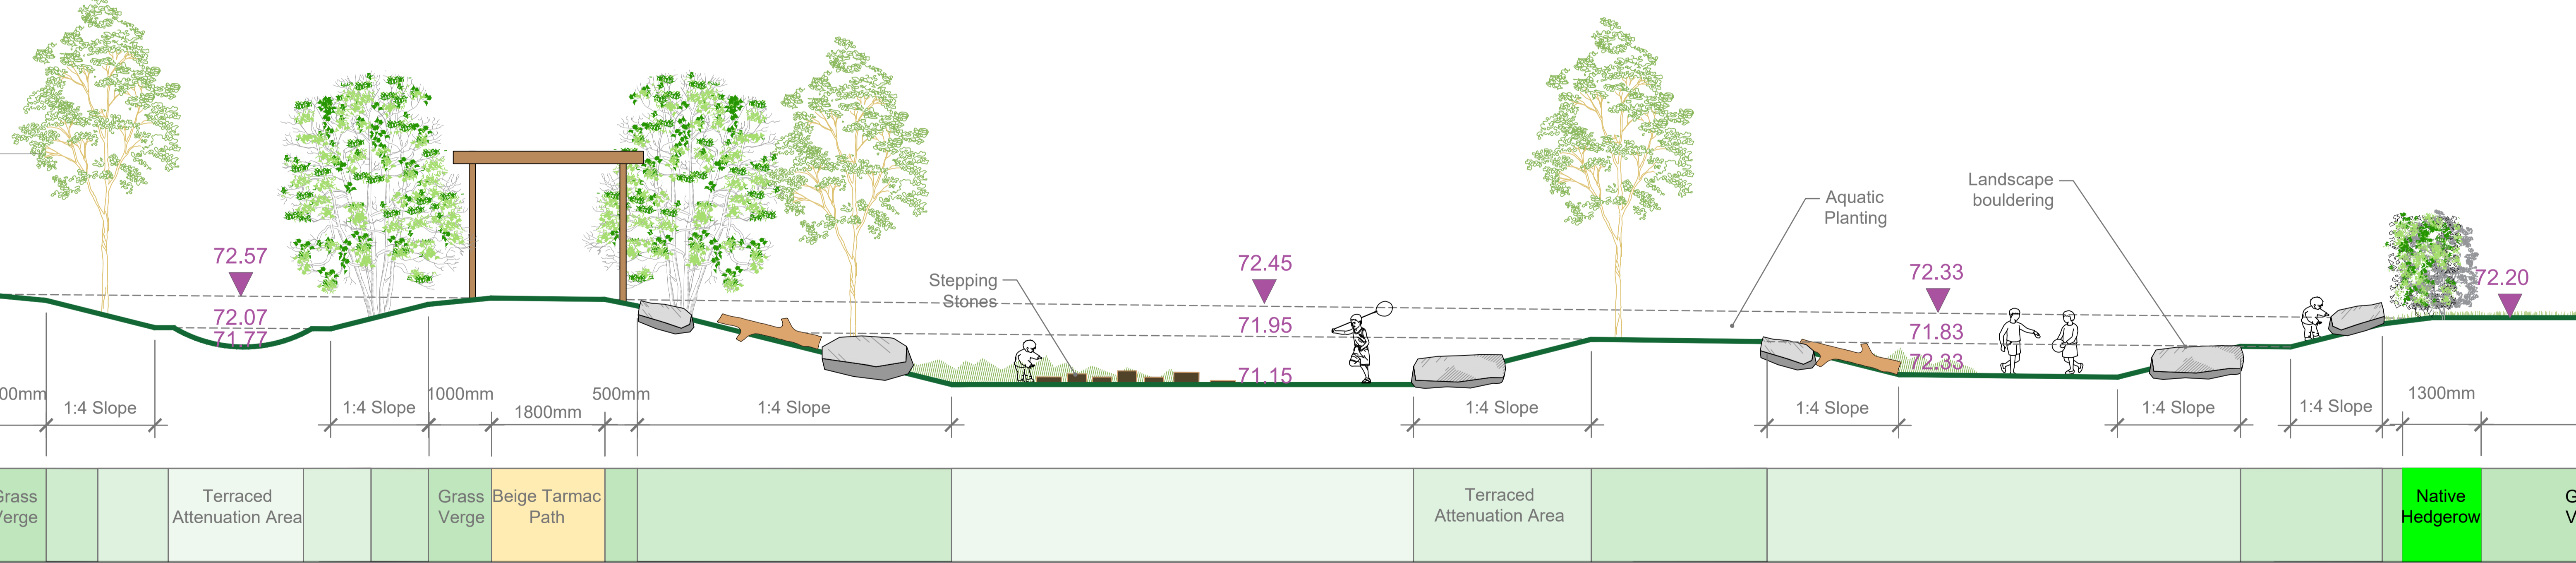 Aquatic
Planting
Landscape
bouldering
Stepping
Stones
72.57
72.07
71.77
72.45
71.95
71.15
72.33
71.83
72.33
72.20
00mm
1:4 Slope
1:4 Slope
1000mm
1800mm
500mm
1:4 Slope
1:4 Slope
1:4 Slope
1:4 Slope
1:4 Slope
1300mm
Grass
Verge
Terraced
Attenuation Area
Grass
Verge
Beige Tarmac
Path
Terraced
Attenuation Area
Native
Hedgerow
G
V